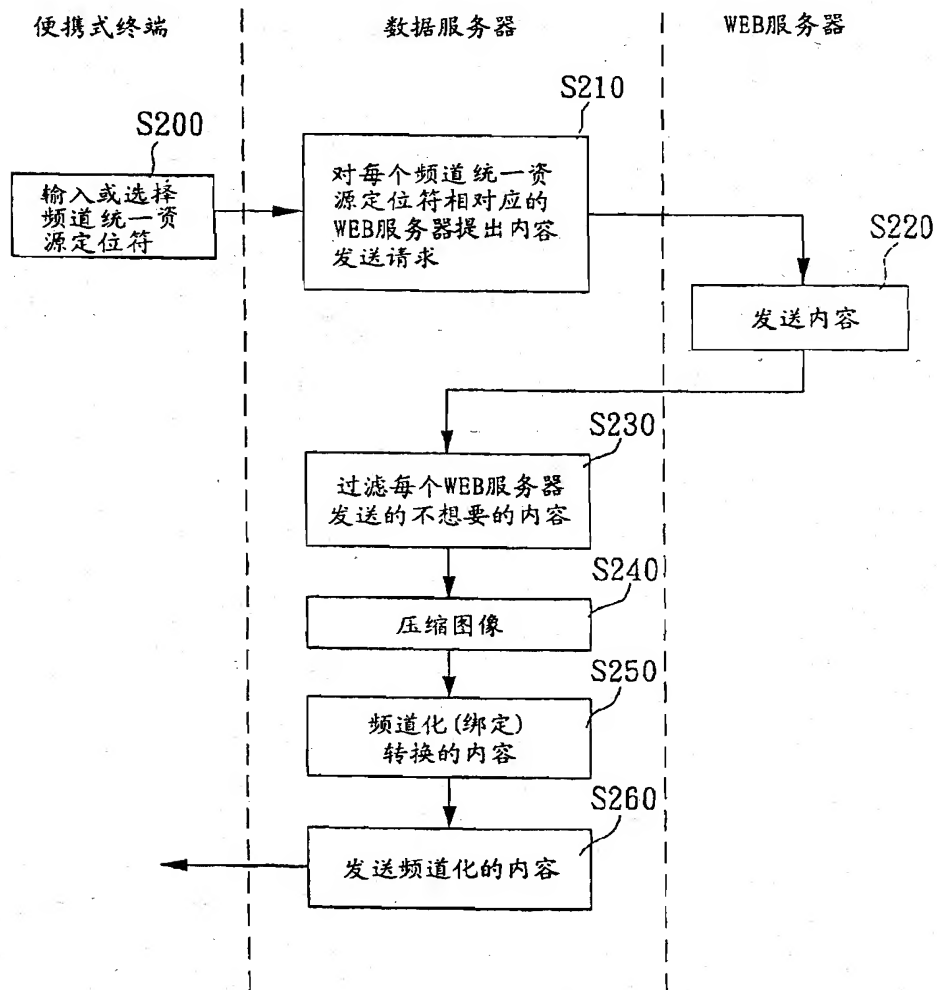 便携式终端
数据服务器
WEB服务器
S200
输入或选择
频道统一资
源定位符
S210
对每个频道统一资
源定位符相对应的
WEB服务器提出内容
发送请求
S220
发送内容
S230
过滤每个WEB服务器
发送的不想要的内容
S240
压缩图像
S250
频道化(绑定)
转换的内容
S260
发送频道化的内容